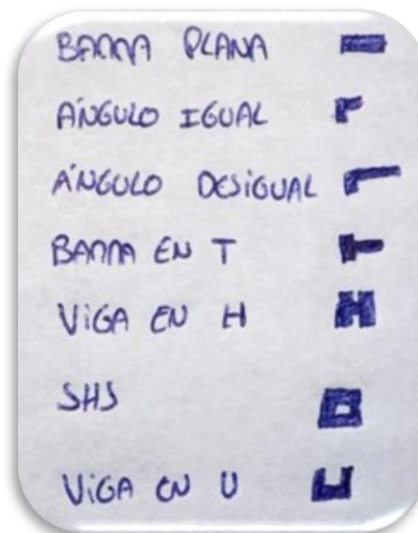 BARRA PLANA
ÁNGULO IGUAL
ÁNGULO DESIGUAL
BARRA EN T
VIGA EN H
SHS
VIGA EN U